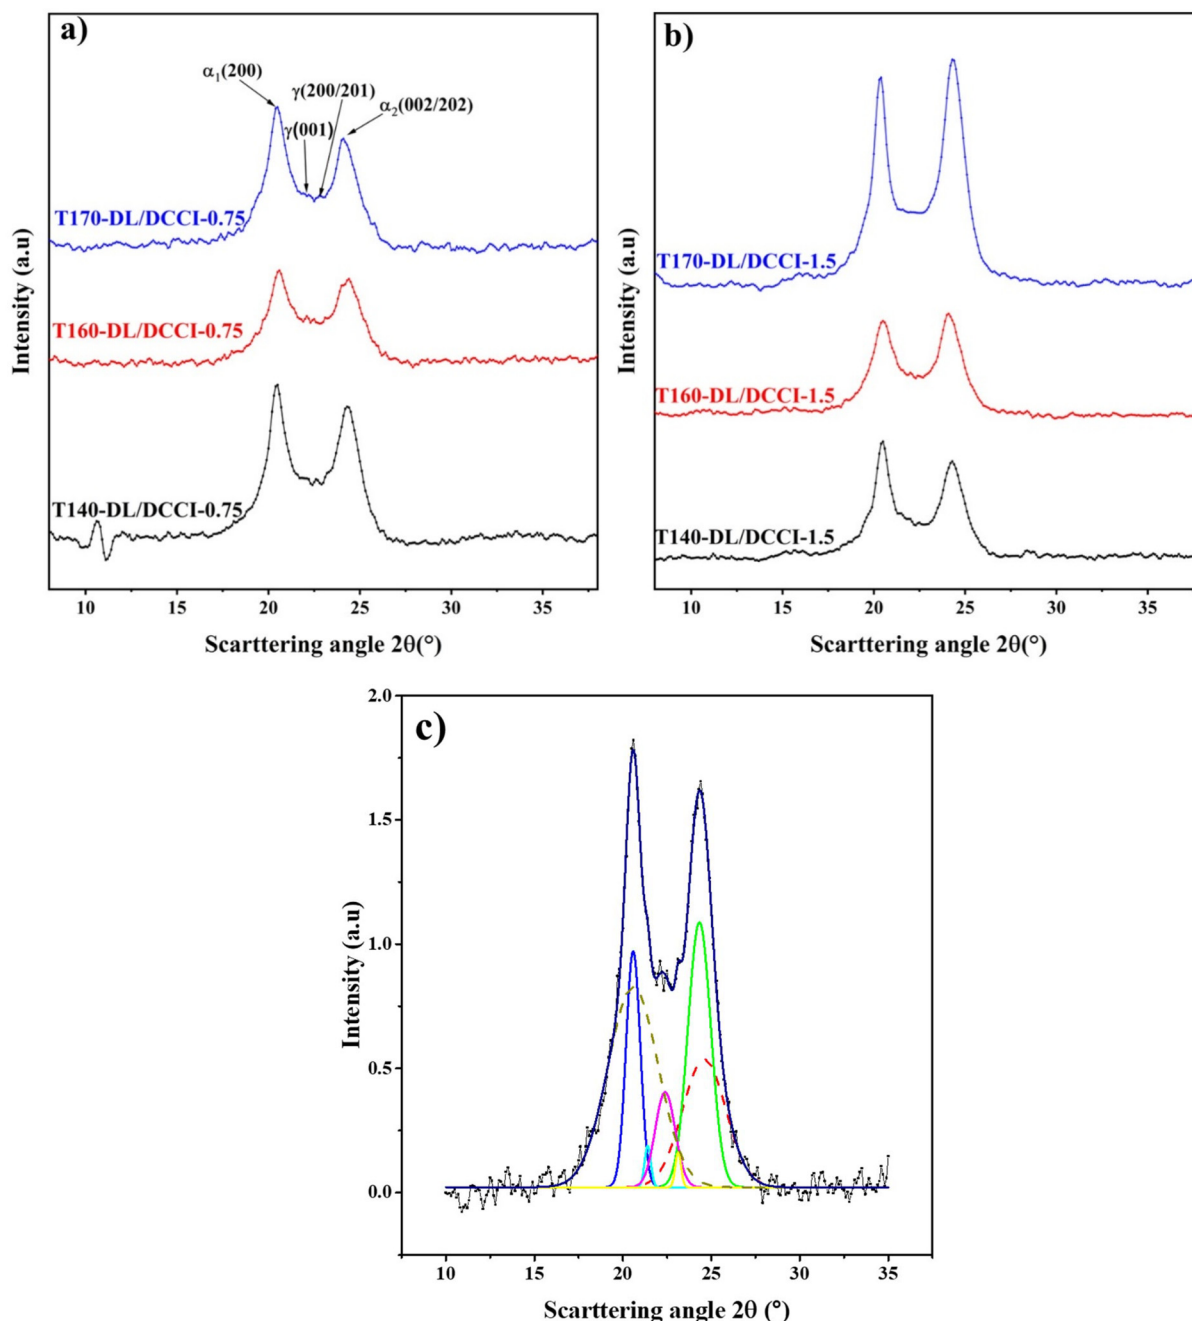 a)
α₁(200)
γ(200/201)
γ(001)
α₂(002/202)
T170-DL/DCCI-0.75
T160-DL/DCCI-0.75
T140-DL/DCCI-0.75
Intensity (a.u)
10 15 20 25 30 35
Scarttering angle 2θ(°)
b)
T170-DL/DCCI-1.5
T160-DL/DCCI-1.5
T140-DL/DCCI-1.5
Intensity (a.u)
10 15 20 25 30 35
Scarttering angle 2θ(°)
c)
2.0
1.5
1.0
0.5
0.0
Intensity (a.u)
10 15 20 25 30 35
Scarttering angle 2θ (°)